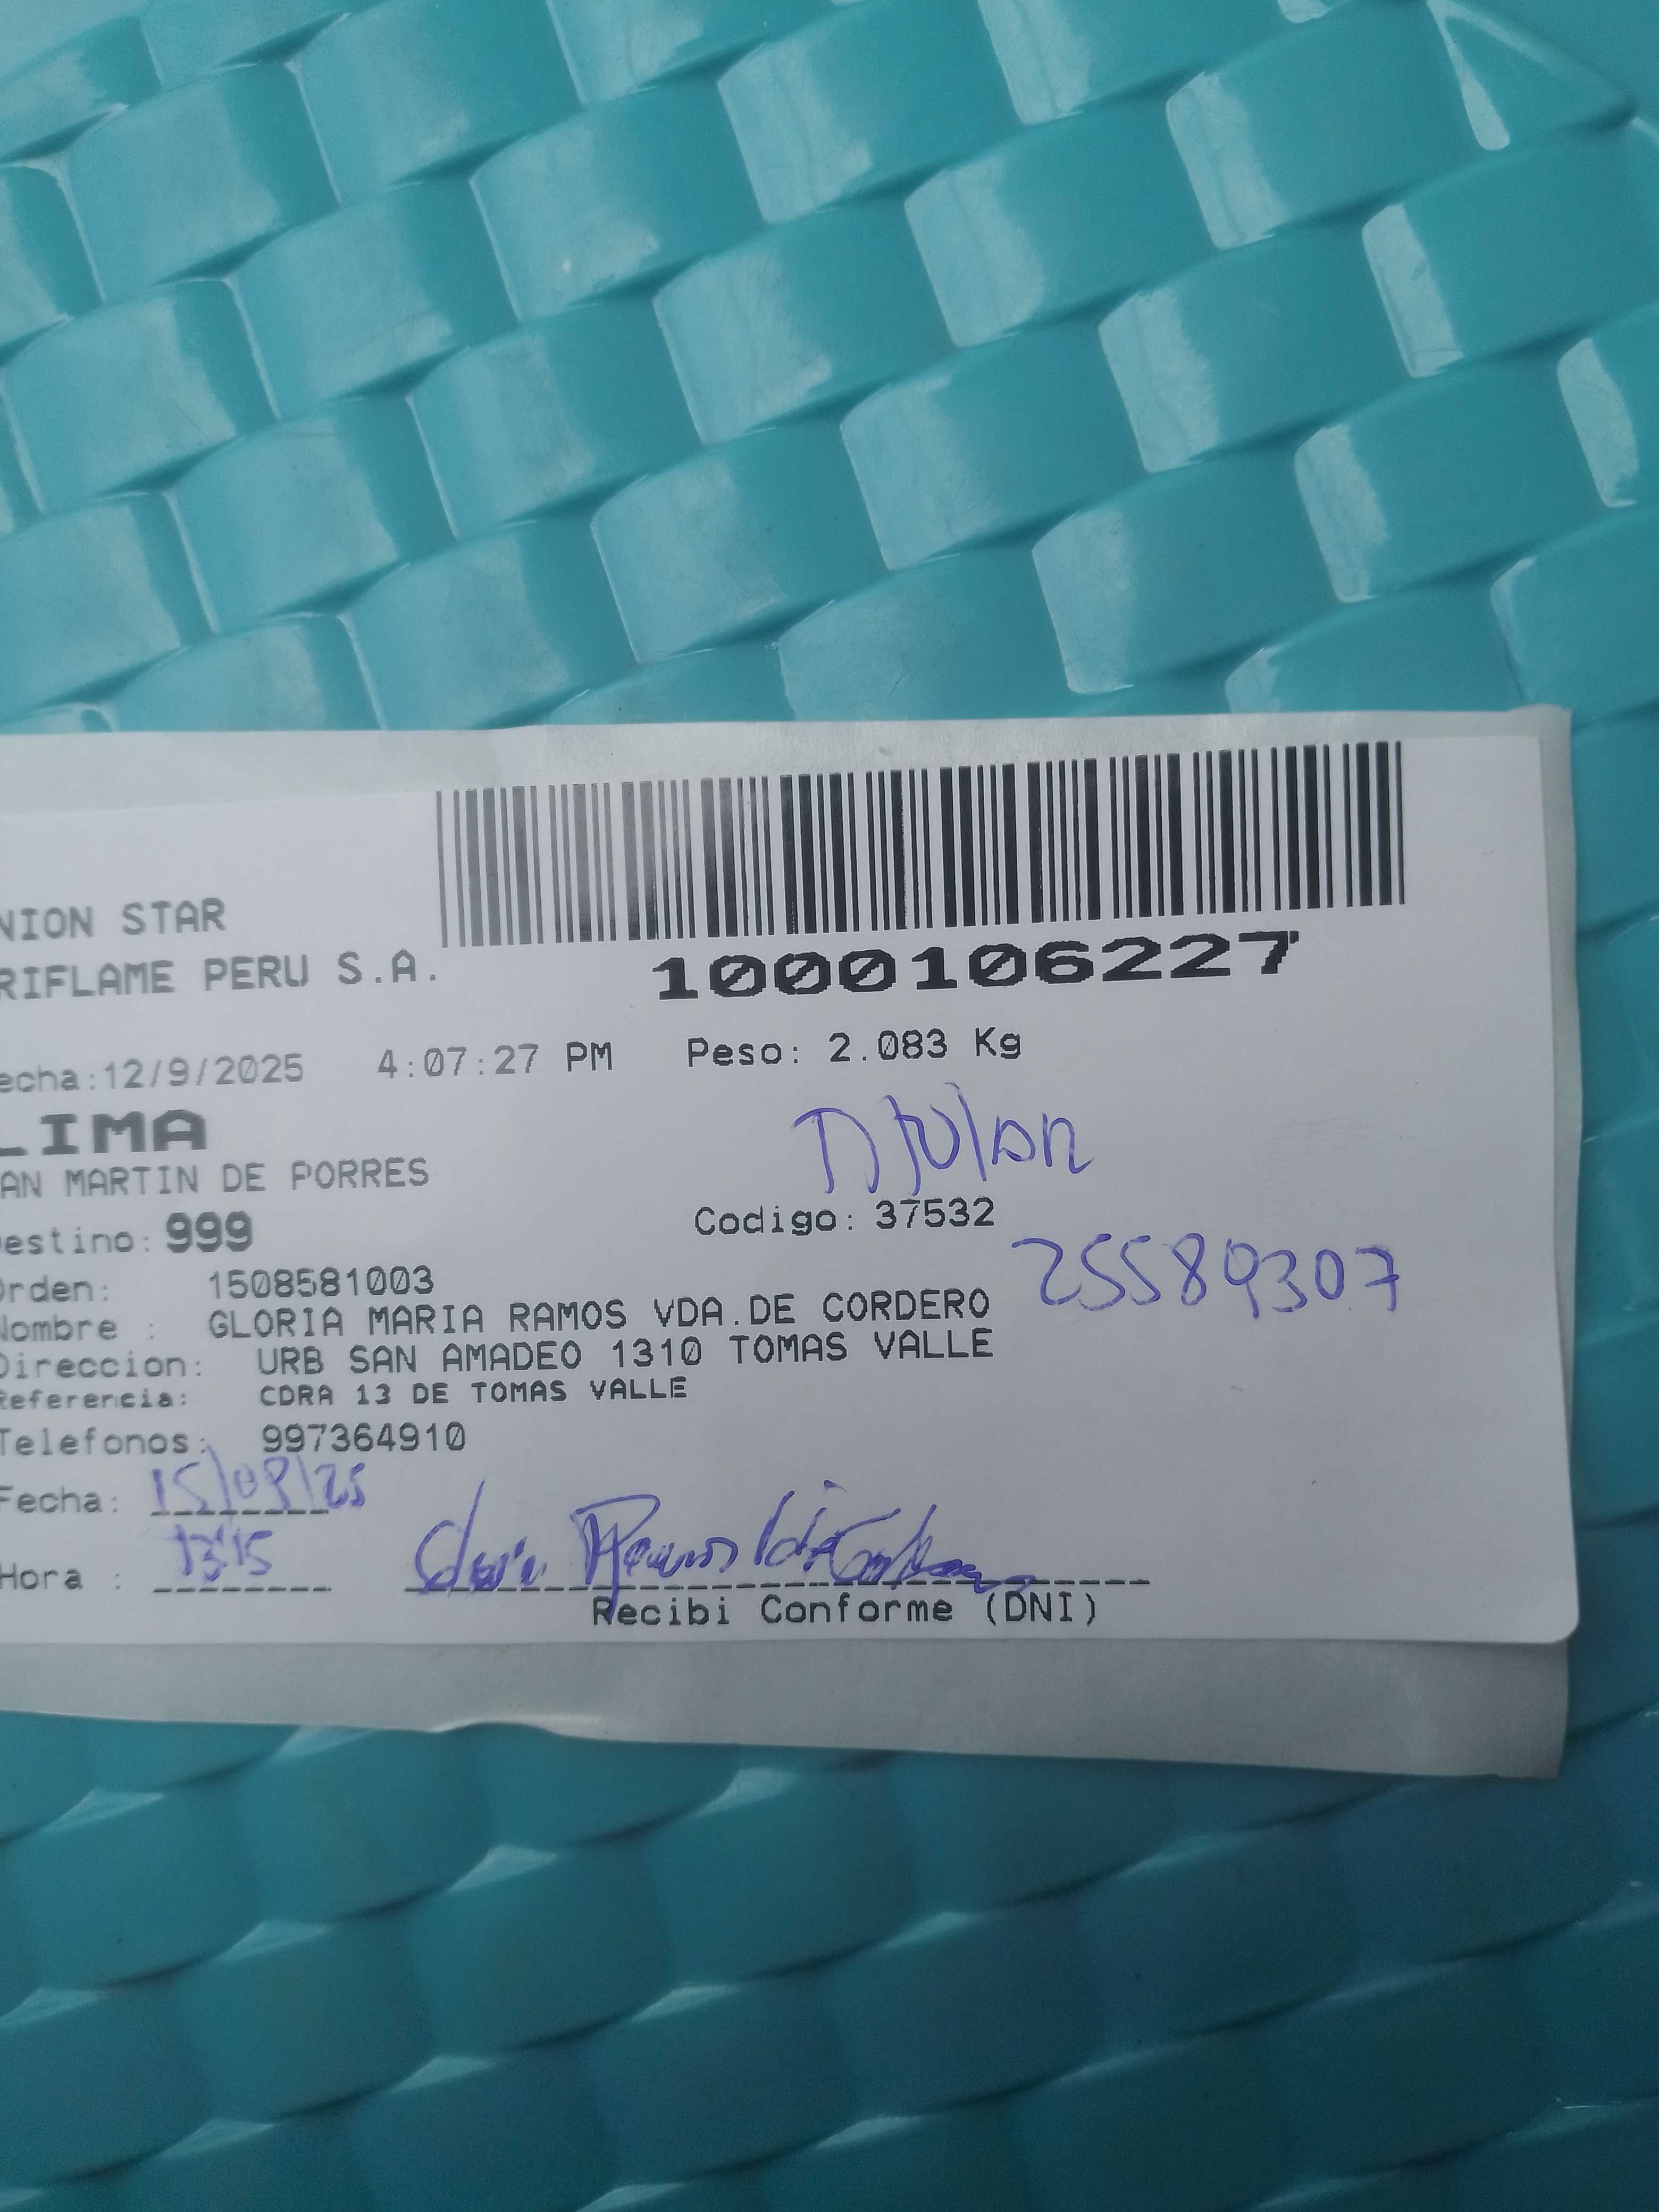 NION STAR
RIFLAME PERU S.A.
1000106227
echa:12/9/2025 4:07:27 PM Peso: 2.083 Kg
LIMA
AN MARTIN DE PORRES
Titular
estino: 999 Codigo: 37532
Orden: 1508581003
25589307
Nombre : GLORIA MARIA RAMOS VDA.DE CORDERO
Direccion: URB SAN AMADEO 1310 TOMAS VALLE
Referencia: CDRA 13 DE TOMAS VALLE
Telefonos: 997364910
Fecha: 15/09/25
Hora : 13:15
Recibi Conforme (DNI)